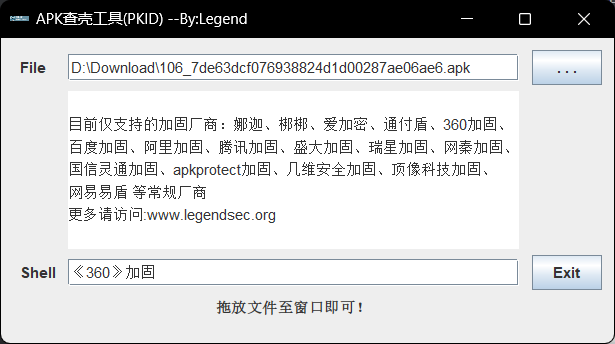 APK查壳工具(PKID) --By:Legend
File D:\Download\106_7de63dcf076938824d1d00287ae06ae6.apk ...
目前仅支持的加固厂商：娜迦、梆梆、爱加密、通付盾、360加固、
百度加固、阿里加固、腾讯加固、盛大加固、瑞星加固、网秦加固、
国信灵通加固、apkprotect加固、几维安全加固、顶像科技加固、
网易易盾 等常规厂商
更多请访问:www.legendsec.org
Shell 《360》加固 Exit
拖放文件至窗口即可！